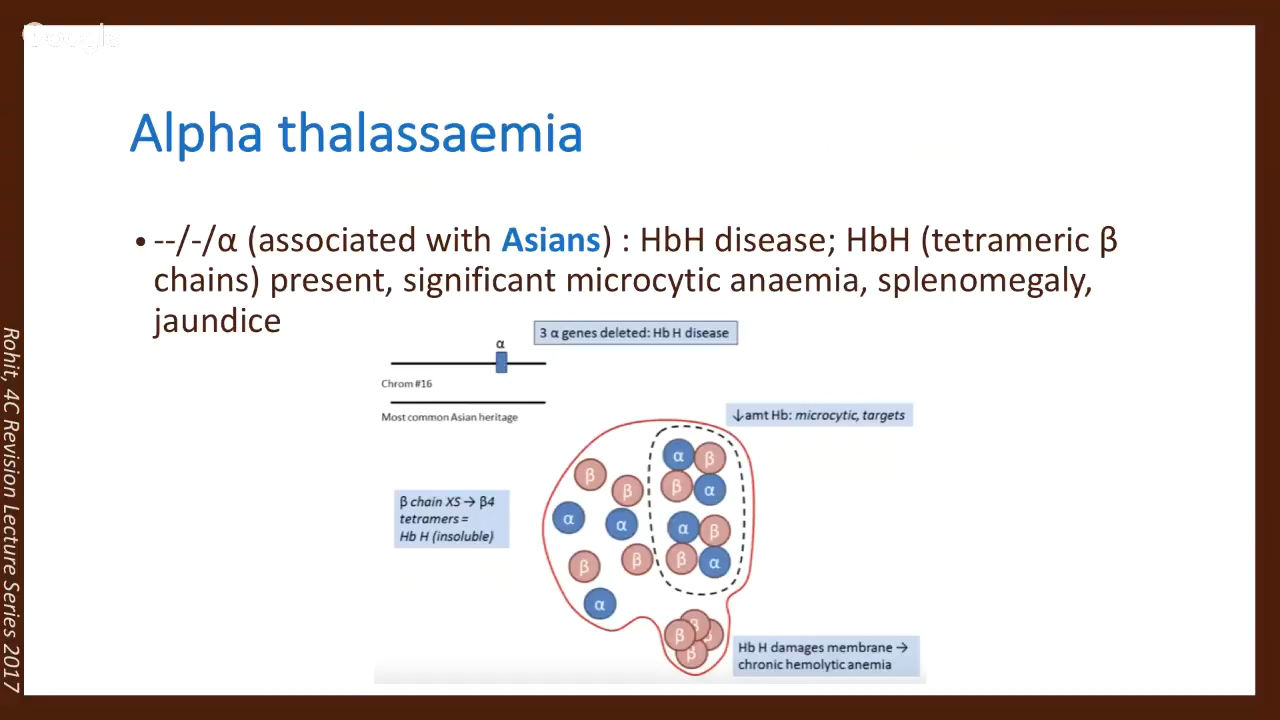 Google
Alpha thalassaemia
• --/-/α (associated with Asians) : HbH disease; HbH (tetrameric β
chains) present, significant microcytic anaemia, splenomegaly,
jaundice
3 α genes deleted: Hb H disease
α
Chrom #16
Most common Asian heritage
↓amt Hb: microcytic, targets
β chain XS → β4
tetramers =
Hb H (insoluble)
α β
β α
α β
β α
β
β
α
α
β
β
α
β
β
β
β
Hb H damages membrane →
chronic hemolytic anemia
Rohit, 4C Revision Lecture Series 2017